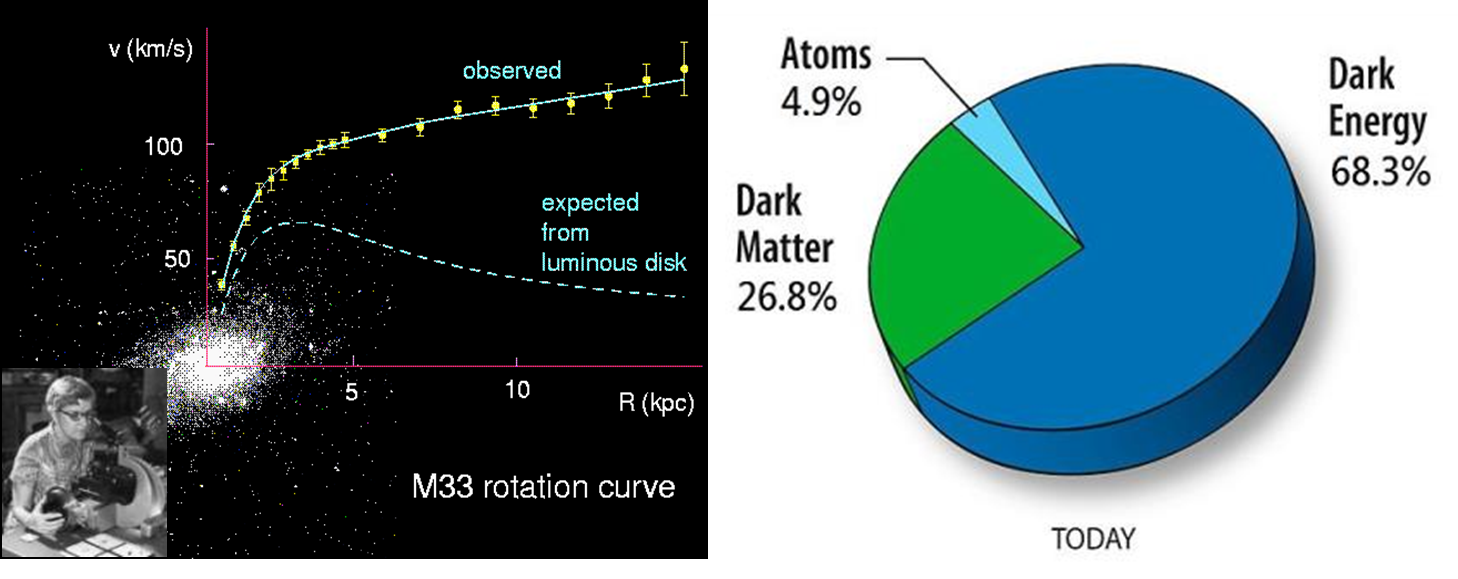 v (km/s)
observed
100
expected
from
luminous disk
50
5
10
R (kpc)
M33 rotation curve
Atoms
4.9%
Dark
Energy
68.3%
Dark
Matter
26.8%
TODAY